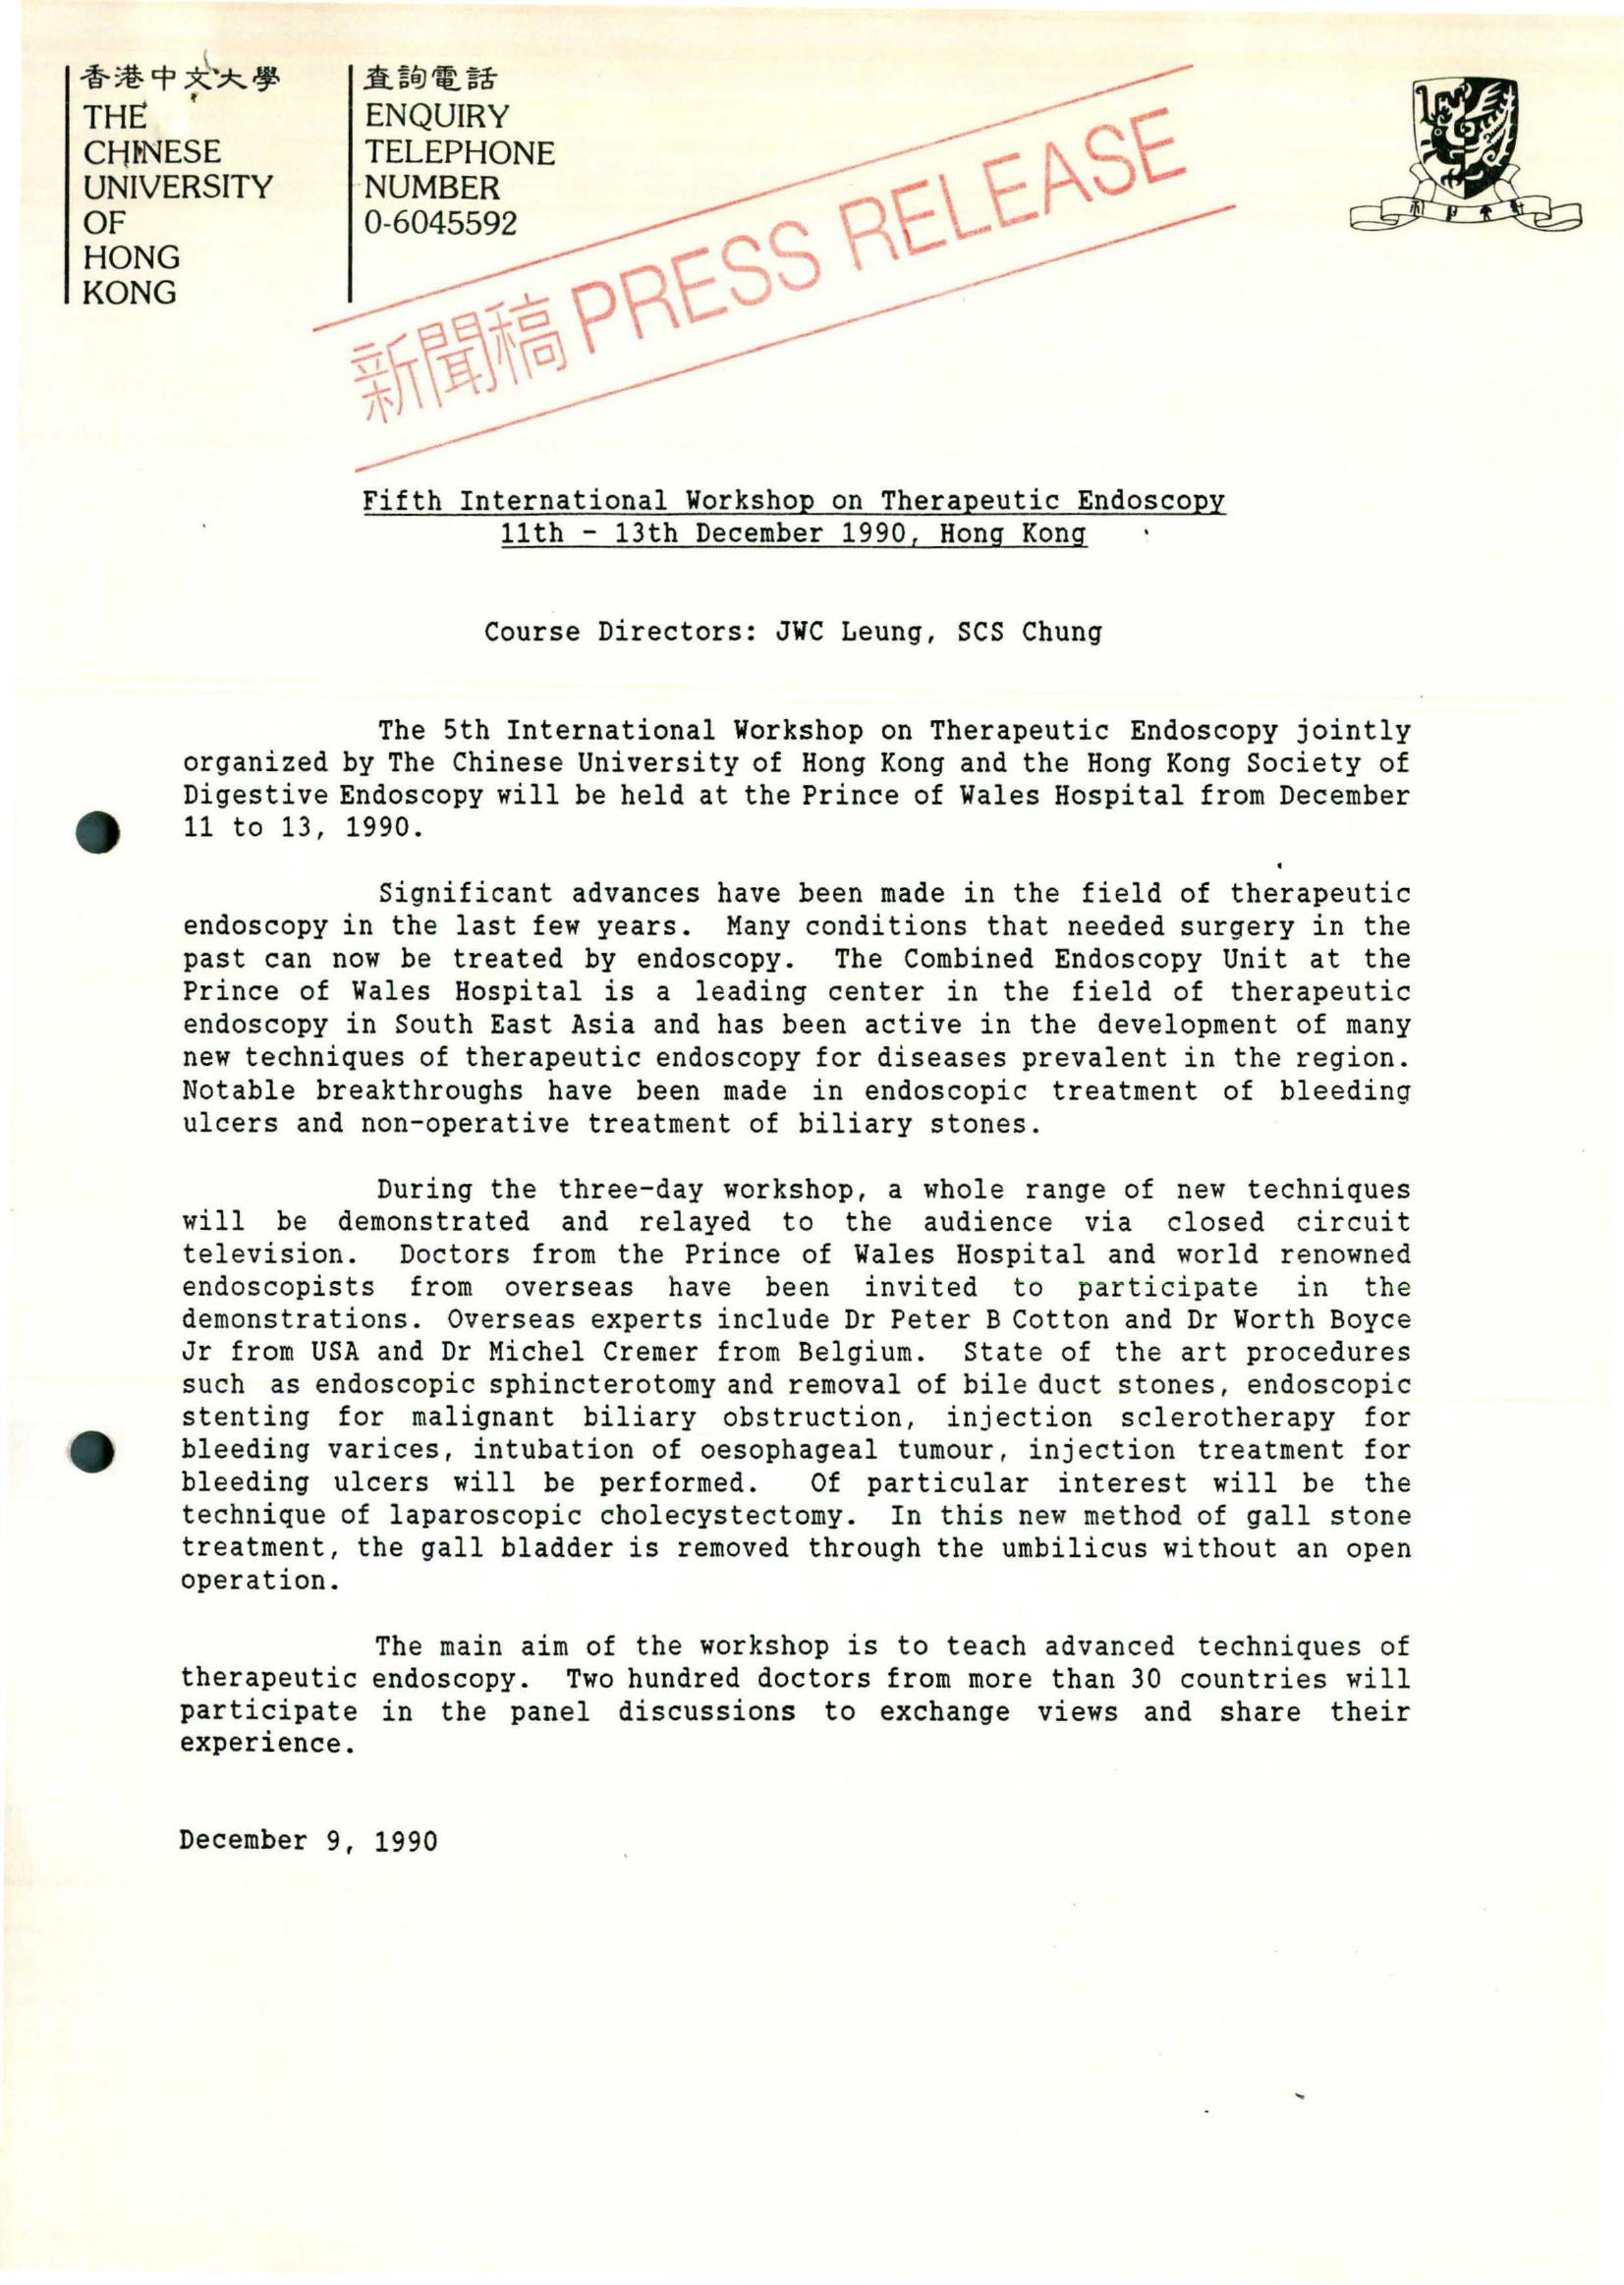 香港中文大學
THE
CHINESE
UNIVERSITY
OF
HONG
KONG
查詢電話
ENQUIRY
TELEPHONE
NUMBER
0-6045592
新聞稿 PRESS RELEASE
Fifth International Workshop on Therapeutic Endoscopy
11th - 13th December 1990, Hong Kong
Course Directors: JWC Leung, SCS Chung
The 5th International Workshop on Therapeutic Endoscopy jointly
organized by The Chinese University of Hong Kong and the Hong Kong Society of
Digestive Endoscopy will be held at the Prince of Wales Hospital from December
11 to 13, 1990.
Significant advances have been made in the field of therapeutic
endoscopy in the last few years. Many conditions that needed surgery in the
past can now be treated by endoscopy. The Combined Endoscopy Unit at the
Prince of Wales Hospital is a leading center in the field of therapeutic
endoscopy in South East Asia and has been active in the development of many
new techniques of therapeutic endoscopy for diseases prevalent in the region.
Notable breakthroughs have been made in endoscopic treatment of bleeding
ulcers and non-operative treatment of biliary stones.
During the three-day workshop, a whole range of new techniques
will be demonstrated and relayed to the audience via closed circuit
television. Doctors from the Prince of Wales Hospital and world renowned
endoscopists from overseas have been invited to participate in the
demonstrations. Overseas experts include Dr Peter B Cotton and Dr Worth Boyce
Jr from USA and Dr Michel Cremer from Belgium. State of the art procedures
such as endoscopic sphincterotomy and removal of bile duct stones, endoscopic
stenting for malignant biliary obstruction, injection sclerotherapy for
bleeding varices, intubation of oesophageal tumour, injection treatment for
bleeding ulcers will be performed. Of particular interest will be the
technique of laparoscopic cholecystectomy. In this new method of gall stone
treatment, the gall bladder is removed through the umbilicus without an open
operation.
The main aim of the workshop is to teach advanced techniques of
therapeutic endoscopy. Two hundred doctors from more than 30 countries will
participate in the panel discussions to exchange views and share their
experience.
December 9, 1990